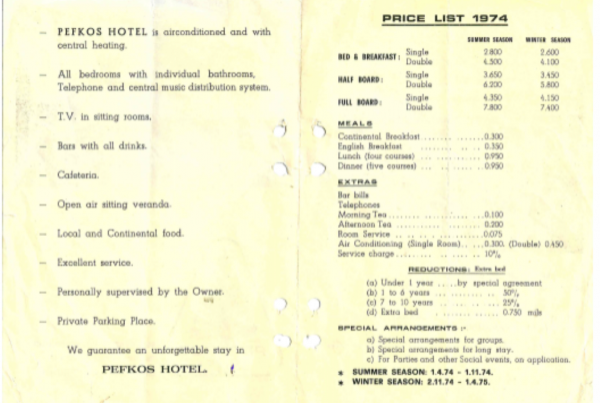 – PEFKOS HOTEL is airconditioned and with
central heating.
– All bedrooms with individual bathrooms,
Telephone and central music distribution system.
– T.V. in sitting rooms.
– Bars with all drinks.
– Cafeteria.
– Open air sitting veranda.
– Local and Continental food.
– Excellent service.
– Personally supervised by the Owner.
– Private Parking Place.
We guarantee an unforgettable stay in
PEFKOS HOTEL.
PRICE LIST 1974
SUMMER SEASON WINTER SEASON
BED & BREAKFAST: Single 2.800 2.600
Double 4.500 4.100
HALF BOARD: Single 3.650 3.450
Double 6.200 5.800
FULL BOARD: Single 4.350 4.150
Double 7.800 7.400
MEALS
Continental Breakfast .............. 0.300
English Breakfast .............. 0.350
Lunch (four courses) .............. 0.950
Dinner (five courses) .............. 0.950
EXTRAS
Bar bills
Telephones
Morning Tea .............. 0.100
Afternoon Tea .............. 0.200
Room Service .............. 0.075
Air Conditioning (Single Room).. ..0.300. (Double) 0.450
Service charge .............. 10%
REDUCTIONS: Extra bed
(a) Under 1 year .....by special agreement
(b) 1 to 6 years .............. 50%
(c) 7 to 10 years .............. 25%
(d) Extra bed .............. 0.750 mils
SPECIAL ARRANGEMENTS :-
a) Special arrangements for groups.
b) Special arrangements for long stay.
c) For Parties and other Social events, an application.
* SUMMER SEASON: 1.4.74 - 1.11.74.
* WINTER SEASON: 2.11.74 - 1.4.75.